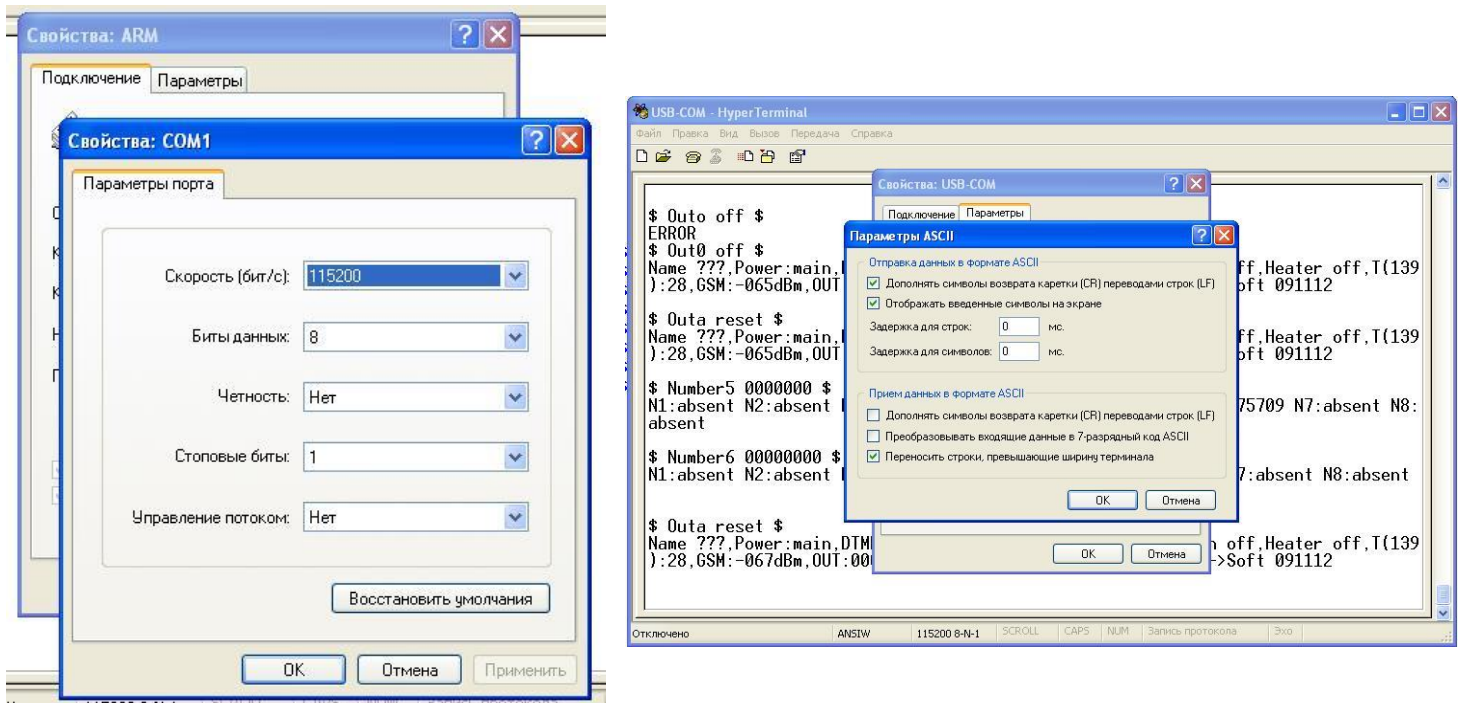 Свойства: ARM
Подключение
Параметры
Свойства: COM1
Параметры порта
Скорость (бит/с):
115200
Биты данных:
8
Четность:
Нет
Стоповые биты:
1
Управление потоком:
Нет
Восстановить умолчания
OK
Отмена
Применить
USB-COM - HyperTerminal
Файл Правка Вид Вызов Передача Справка
$ Outo off $
ERROR
$ Out0 off $
Name ???,Power:main, ff,Heater off,T(139
):28,GSM:-065dBm,OUT oft 091112
$ Outa reset $
Name ???,Power:main, ff,Heater off,T(139
):28,GSM:-065dBm,OUT oft 091112
$ Number5 0000000 $
N1:absent N2:absent 75709 N7:absent N8:
absent
$ Number6 00000000 $
N1:absent N2:absent 7:absent N8:absent
$ Outa reset $
Name ???,Power:main,DTM off,Heater off,T(139
):28,GSM:-067dBm,OUT:00 ->Soft 091112
Свойства: USB-COM
Подключение
Параметры
Параметры ASCII
Отправка данных в формате ASCII
Дополнять символы возврата каретки (CR) переводами строк (LF)
Отображать введенные символы на экране
Задержка для строк: 0 мс.
Задержка для символов: 0 мс.
Прием данных в формате ASCII
Дополнять символы возврата каретки (CR) переводами строк (LF)
Преобразовывать входящие данные в 7-разрядный код ASCII
Переносить строки, превышающие ширину терминала
OK
Отмена
OK
Отмена
Отключено
ANSIW
115200 8-N-1
SCROLL
CAPS
NUM
Запись протокола
Эхо